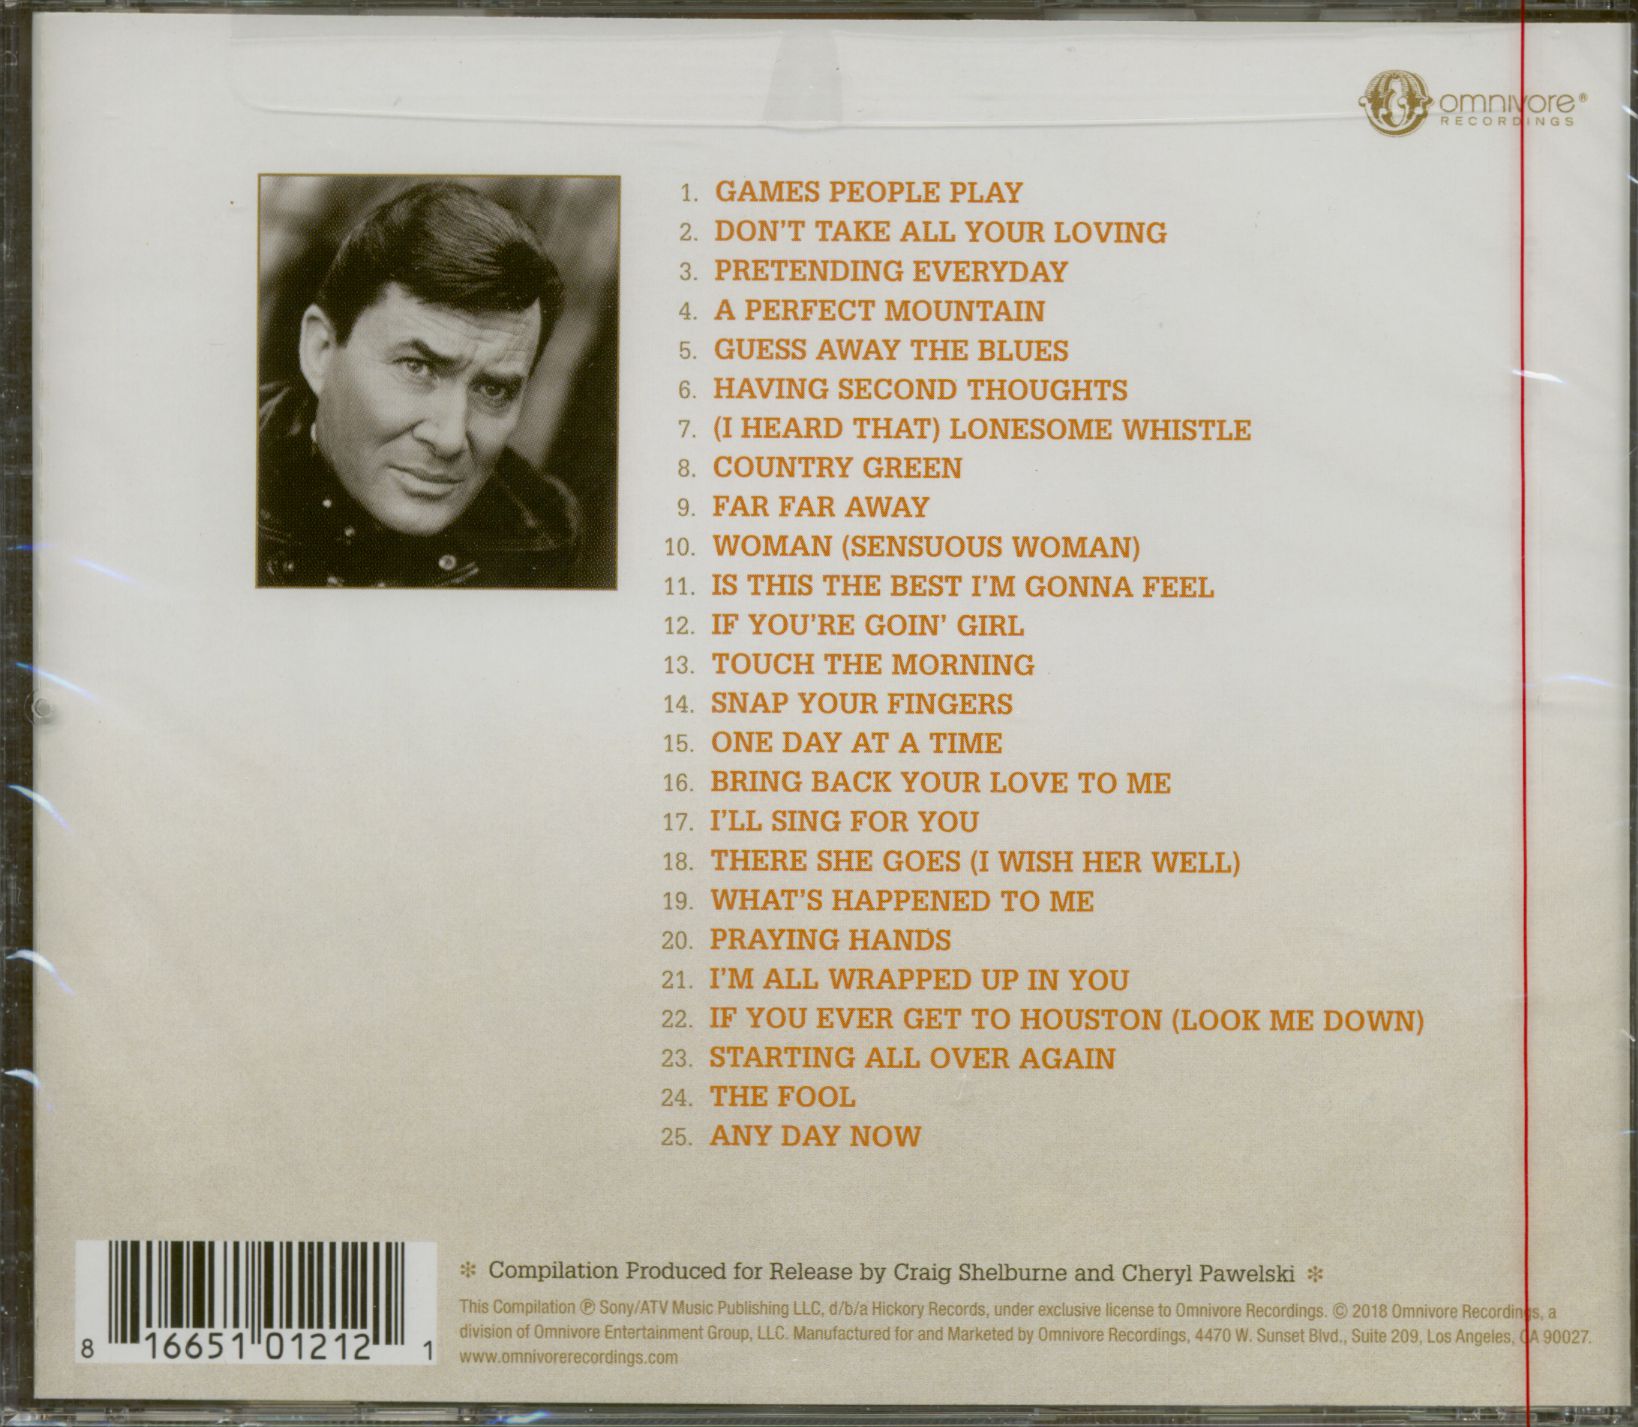 omnivore®
RECORDINGS
1. GAMES PEOPLE PLAY
2. DON'T TAKE ALL YOUR LOVING
3. PRETENDING EVERYDAY
4. A PERFECT MOUNTAIN
5. GUESS AWAY THE BLUES
6. HAVING SECOND THOUGHTS
7. (I HEARD THAT) LONESOME WHISTLE
8. COUNTRY GREEN
9. FAR FAR AWAY
10. WOMAN (SENSUOUS WOMAN)
11. IS THIS THE BEST I'M GONNA FEEL
12. IF YOU'RE GOIN' GIRL
13. TOUCH THE MORNING
14. SNAP YOUR FINGERS
15. ONE DAY AT A TIME
16. BRING BACK YOUR LOVE TO ME
17. I'LL SING FOR YOU
18. THERE SHE GOES (I WISH HER WELL)
19. WHAT'S HAPPENED TO ME
20. PRAYING HANDS
21. I'M ALL WRAPPED UP IN YOU
22. IF YOU EVER GET TO HOUSTON (LOOK ME DOWN)
23. STARTING ALL OVER AGAIN
24. THE FOOL
25. ANY DAY NOW
✻ Compilation Produced for Release by Craig Shelburne and Cheryl Pawelski ✻
This Compilation ℗ Sony/ATV Music Publishing LLC, d/b/a Hickory Records, under exclusive license to Omnivore Recordings. © 2018 Omnivore Recordings, a
division of Omnivore Entertainment Group, LLC. Manufactured for and Marketed by Omnivore Recordings, 4470 W. Sunset Blvd., Suite 209, Los Angeles, CA 90027.
www.omnivorerecordings.com
8 16651 01212 1